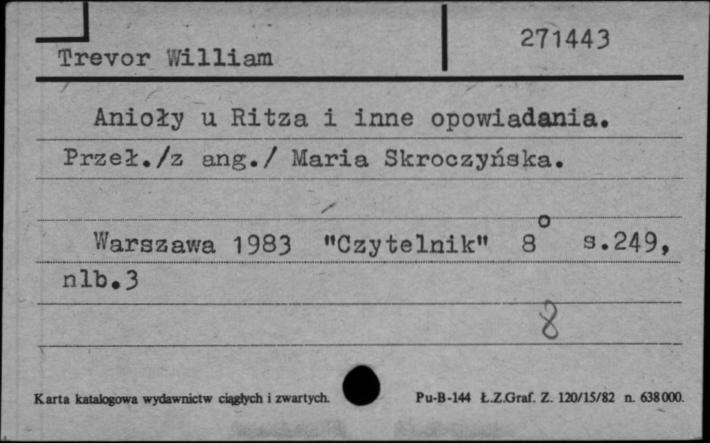 271443
Trevor William
Anioły u Ritza i inne opowiadania.
Przeł./z ang./ Maria Skroczyńska.
Warszawa 1983 "Czytelnik" 8° s.249,
nlb.3
8
Karta katalogowa wydawnictw ciągłych i zwartych. Pu-B-144 Ł.Z.Graf. Z. 120/15/82 n. 638000.